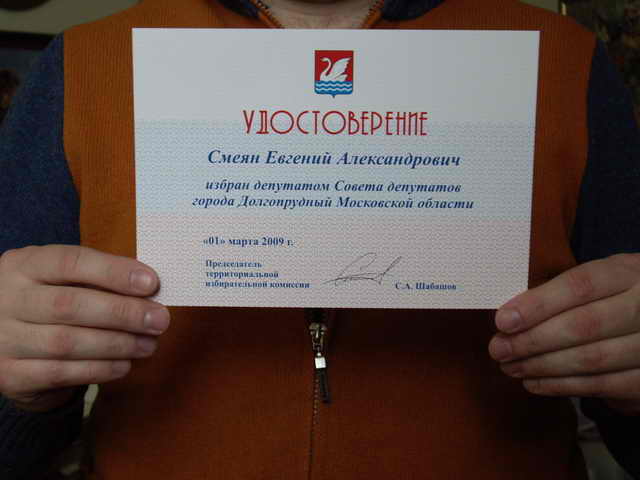 УДОСТОВЕРЕНИЕ
Смеян Евгений Александрович
избран депутатом Совета депутатов
города Долгопрудный Московской области
«01» марта 2009 г.
Председатель
территориальной
избирательной комиссии
С.А. Шабашов